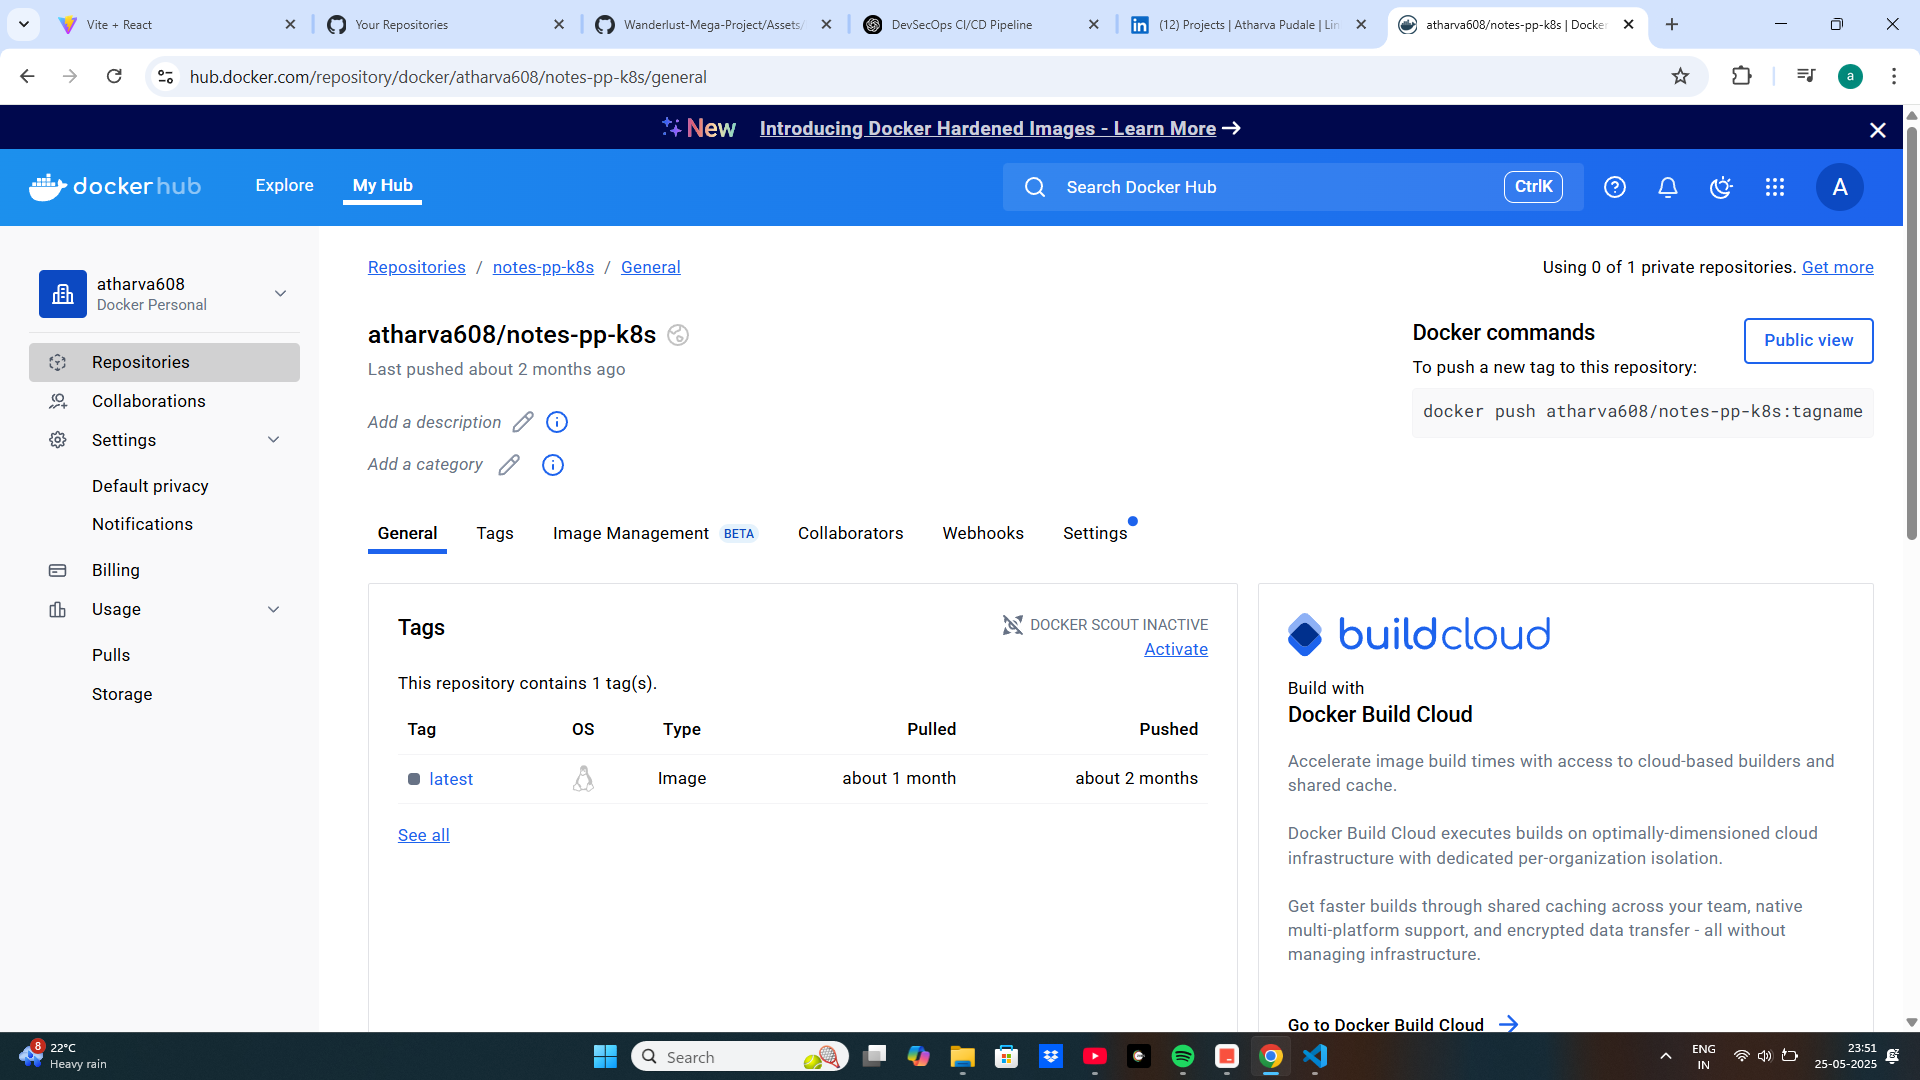 Vite + React
Your Repositories
Wanderlust-Mega-Project/Assets/
DevSecOps CI/CD Pipeline
(12) Projects | Atharva Pudale | Lin
atharva608/notes-pp-k8s | Docker
hub.docker.com/repository/docker/atharva608/notes-pp-k8s/general
a
New Introducing Docker Hardened Images - Learn More →
dockerhub
Explore
My Hub
Search Docker Hub
CtrlK
A
atharva608
Docker Personal
Repositories
Collaborations
Settings
Default privacy
Notifications
Billing
Usage
Pulls
Storage
Repositories / notes-pp-k8s / General
Using 0 of 1 private repositories. Get more
atharva608/notes-pp-k8s
Last pushed about 2 months ago
Add a description
Add a category
Docker commands
Public view
To push a new tag to this repository:
docker push atharva608/notes-pp-k8s:tagname
General
Tags
Image Management BETA
Collaborators
Webhooks
Settings
Tags
DOCKER SCOUT INACTIVE
Activate
This repository contains 1 tag(s).
Tag OS Type Pulled Pushed
latest Image about 1 month about 2 months
See all
buildcloud
Build with
Docker Build Cloud
Accelerate image build times with access to cloud-based builders and
shared cache.
Docker Build Cloud executes builds on optimally-dimensioned cloud
infrastructure with dedicated per-organization isolation.
Get faster builds through shared caching across your team, native
multi-platform support, and encrypted data transfer - all without
managing infrastructure.
Go to Docker Build Cloud →
8
22°C
Heavy rain
Search
ENG
IN
23:51
25-05-2025